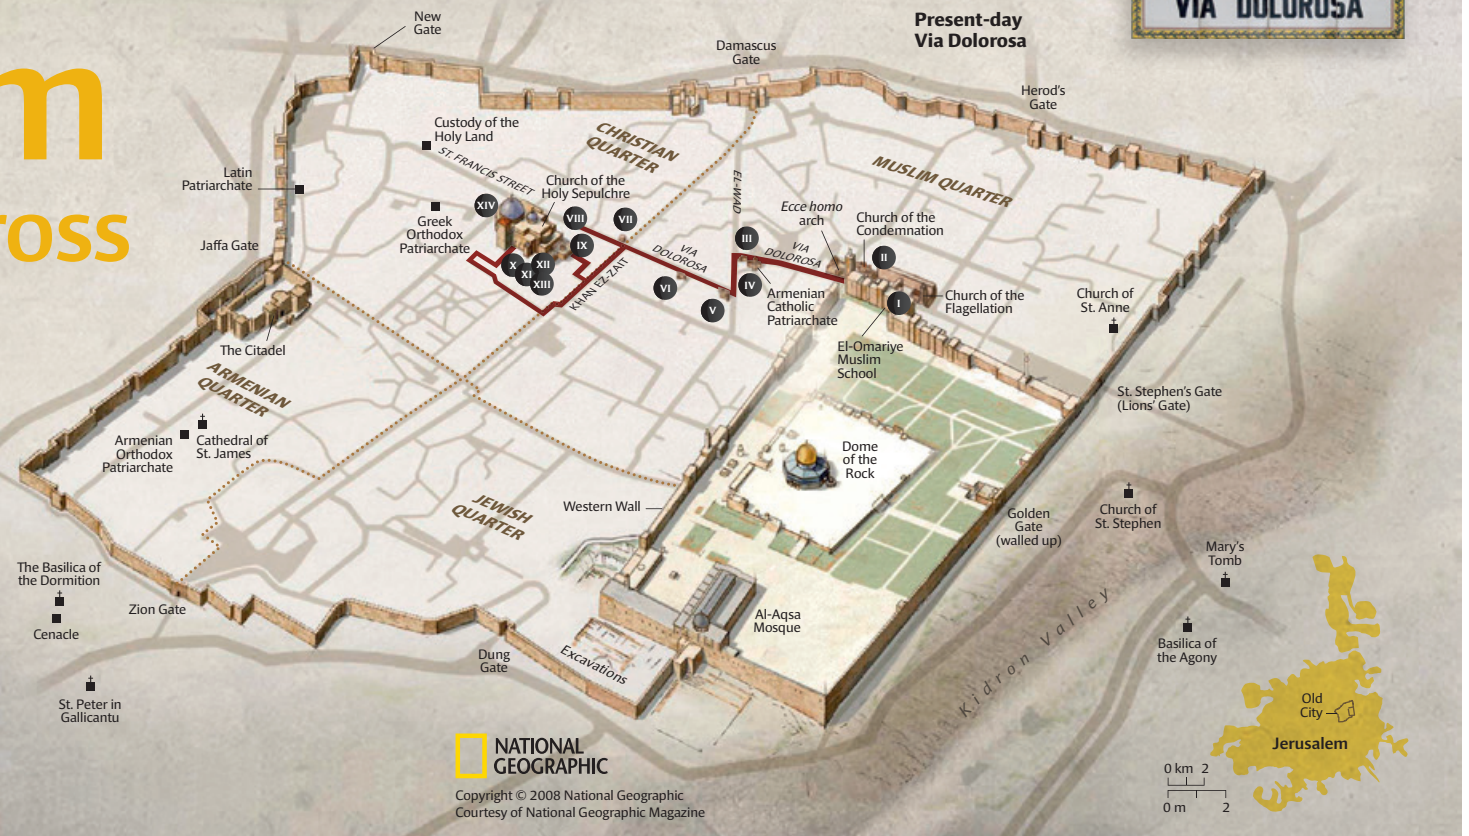 m
ross
Present-day
Via Dolorosa
VIA DOLOROSA
New
Gate
Damascus
Gate
Herod's
Gate
Custody of the
Holy Land
ST. FRANCIS STREET
CHRISTIAN
QUARTER
MUSLIM QUARTER
Latin
Patriarchate
Church of the
Holy Sepulchre
EL-WAD
Ecce homo
arch
Church of the
Condemnation
Greek
Orthodox
Patriarchate
Jaffa Gate
XIV
VIII
VII
IX
X
XI
XII
XIII
VIA
DOLOROSA
III
VIA
DOLOROSA
II
KHAN EZ-ZAIT
VI
V
IV
I
Armenian
Catholic
Patriarchate
Church of the
Flagellation
Church of
St. Anne
The Citadel
El-Omariye
Muslim
School
ARMENIAN
QUARTER
St. Stephen's Gate
(Lions' Gate)
Armenian
Orthodox
Patriarchate
Cathedral of
St. James
Dome
of the
Rock
JEWISH
QUARTER
Western Wall
Golden
Gate
(walled up)
Church of
St. Stephen
Mary's
Tomb
The Basilica of
the Dormition
Cenacle
Zion Gate
Al-Aqsa
Mosque
Kidron Valley
Basilica of
the Agony
Dung
Gate
Excavations
St. Peter in
Gallicantu
Old
City
Jerusalem
0 km 2
0 m 2
NATIONAL
GEOGRAPHIC
Copyright © 2008 National Geographic
Courtesy of National Geographic Magazine